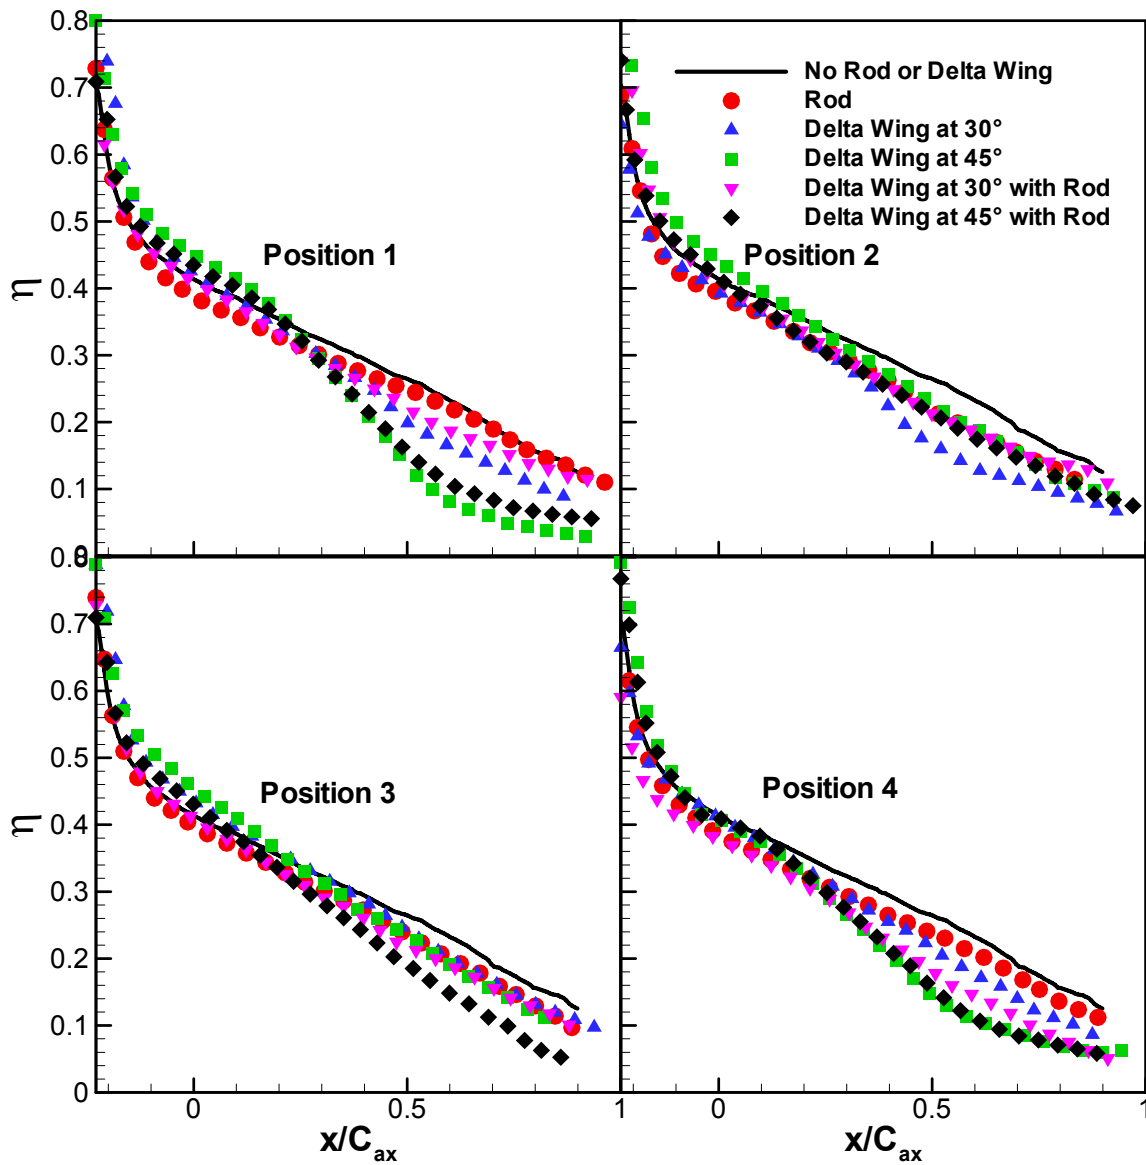 0.8
0.7
0.6
0.5
0.4
0.3
0.2
0.1
η
Position 1
No Rod or Delta Wing
Rod
Delta Wing at 30°
Delta Wing at 45°
Delta Wing at 30° with Rod
Delta Wing at 45° with Rod
Position 2
0.8
0.7
0.6
0.5
0.4
0.3
0.2
0.1
0
η
Position 3
Position 4
0 0.5 1 0 0.5 1
x/Cax x/Cax